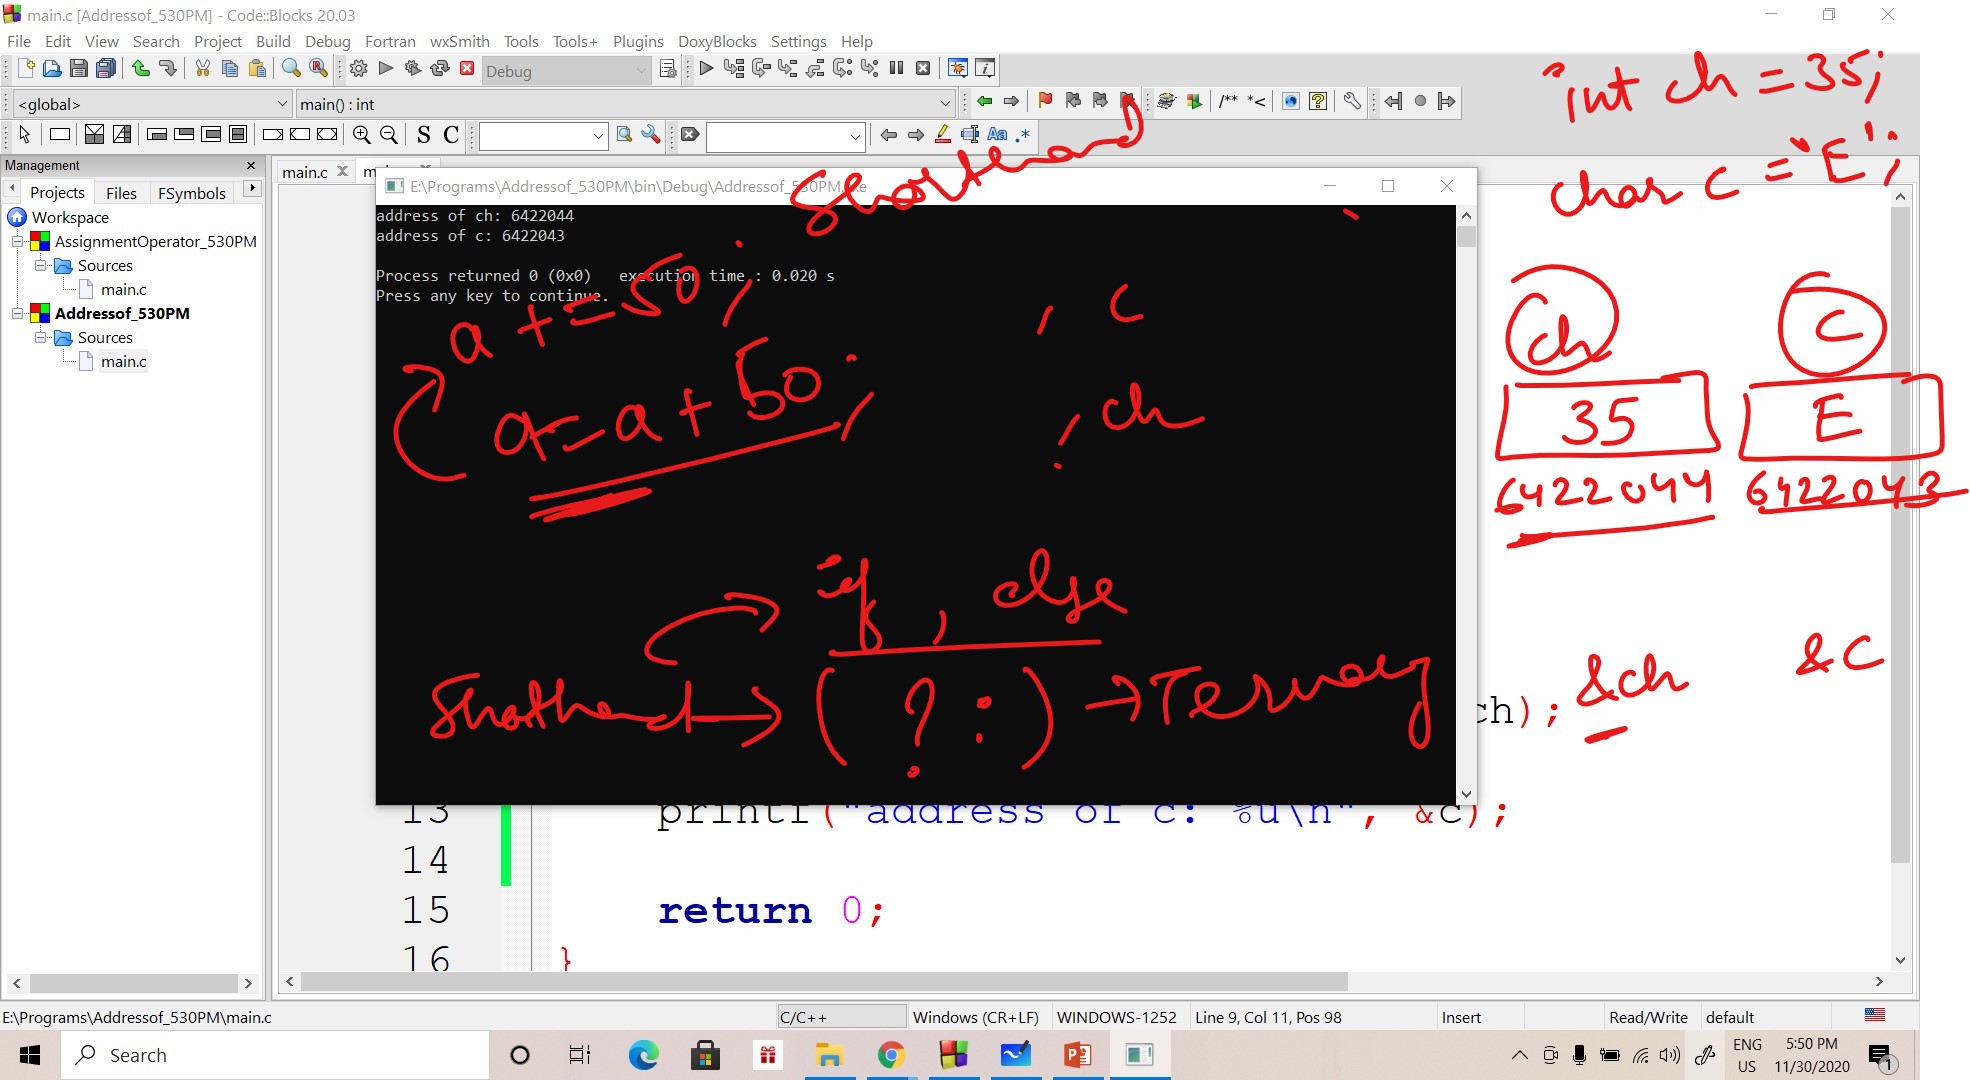 main.c [Addressof_530PM] - Code::Blocks 20.03
File Edit View Search Project Build Debug Fortran wxSmith Tools Tools+ Plugins DoxyBlocks Settings Help
Debug
int ch = 35;
<global>
main() : int
/** *<
S C
Aa .*
char c = 'E';
Shorthand
Management
Projects Files FSymbols
Workspace
AssignmentOperator_530PM
Sources
main.c
Addressof_530PM
Sources
main.c
main.c
E:\Programs\Addressof_530PM\bin\Debug\Addressof_530PM.exe
address of ch: 6422044
address of c: 6422043
Process returned 0 (0x0) execution time : 0.020 s
Press any key to continue.
a += 50;
, c
a = a + 50;
, ch
ch
c
35
E
6422044
6422043
if, else
Shorthand → ( ? : ) → Ternary
ch);
&ch
&c
13 printf("address of c: %u\n", &c);
14
15 return 0;
16 }
E:\Programs\Addressof_530PM\main.c
C/C++
Windows (CR+LF)
WINDOWS-1252
Line 9, Col 11, Pos 98
Insert
Read/Write
default
Search
ENG
US
5:50 PM
11/30/2020
1